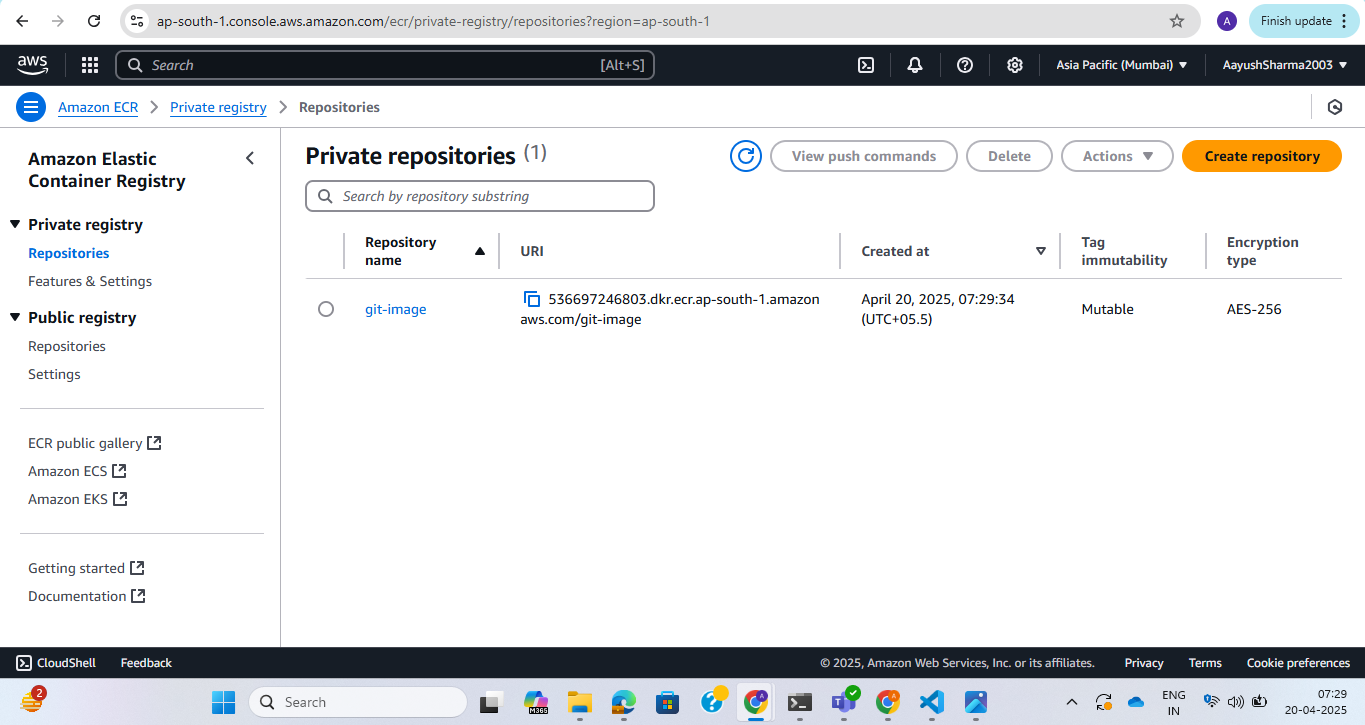 ap-south-1.console.aws.amazon.com/ecr/private-registry/repositories?region=ap-south-1
A
Finish update
aws
Search
[Alt+S]
Asia Pacific (Mumbai)
AayushSharma2003
Amazon ECR
Private registry
Repositories
Amazon Elastic
Container Registry
Private registry
Repositories
Features & Settings
Public registry
Repositories
Settings
ECR public gallery
Amazon ECS
Amazon EKS
Getting started
Documentation
Private repositories (1)
View push commands
Delete
Actions
Create repository
Search by repository substring
Repository
name
URI
Created at
Tag
immutability
Encryption
type
git-image
536697246803.dkr.ecr.ap-south-1.amazon
aws.com/git-image
April 20, 2025, 07:29:34
(UTC+05.5)
Mutable
AES-256
CloudShell
Feedback
© 2025, Amazon Web Services, Inc. or its affiliates.
Privacy
Terms
Cookie preferences
2
Search
M365
ENG
IN
07:29
20-04-2025